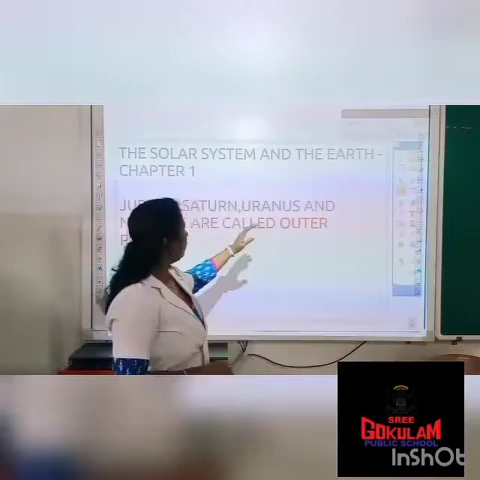 THE SOLAR SYSTEM AND THE EARTH -
CHAPTER 1
SATURN,URANUS AND
ARE CALLED OUTER
SREE
GOKULAM
PUBLIC SCHOOL
InShOt